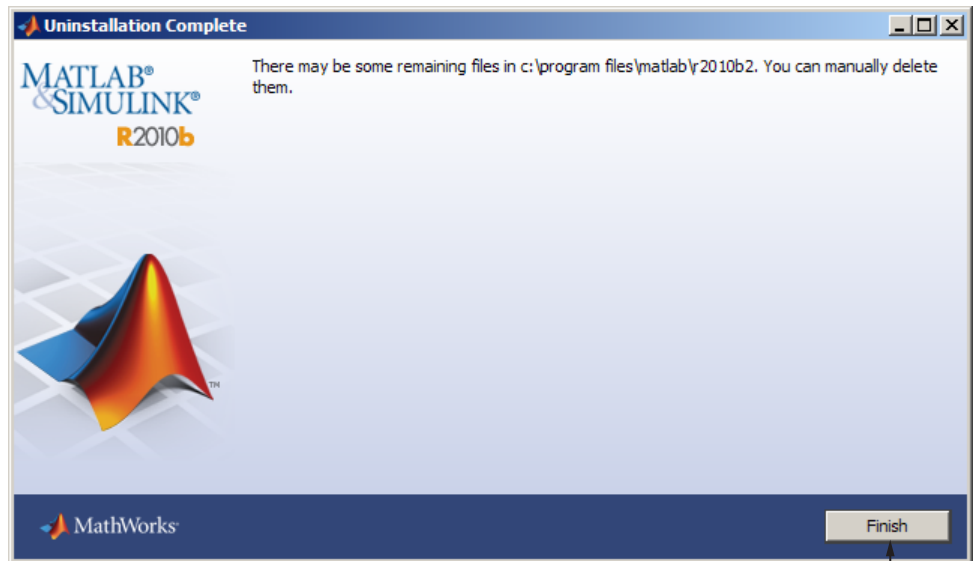 Uninstallation Complete
MATLAB®
&SIMULINK®
R2010b
There may be some remaining files in c:\program files\matlab\r2010b2. You can manually delete
them.
TM
MathWorks
Finish